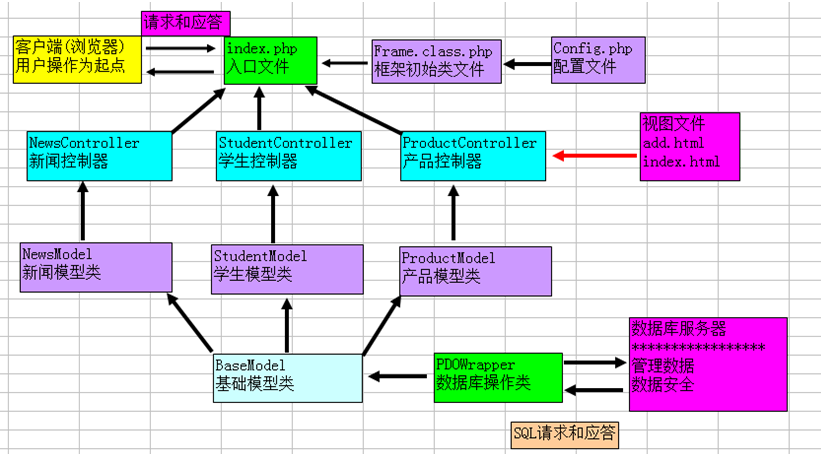 请求和应答
客户端(浏览器)
用户操作为起点
index.php
入口文件
Frame.class.php
框架初始类文件
Config.php
配置文件
NewsController
新闻控制器
StudentController
学生控制器
ProductController
产品控制器
视图文件
add.html
index.html
NewsModel
新闻模型类
StudentModel
学生模型类
ProductModel
产品模型类
BaseModel
基础模型类
PDOWrapper
数据库操作类
数据库服务器
*****************
管理数据
数据安全
SQL请求和应答